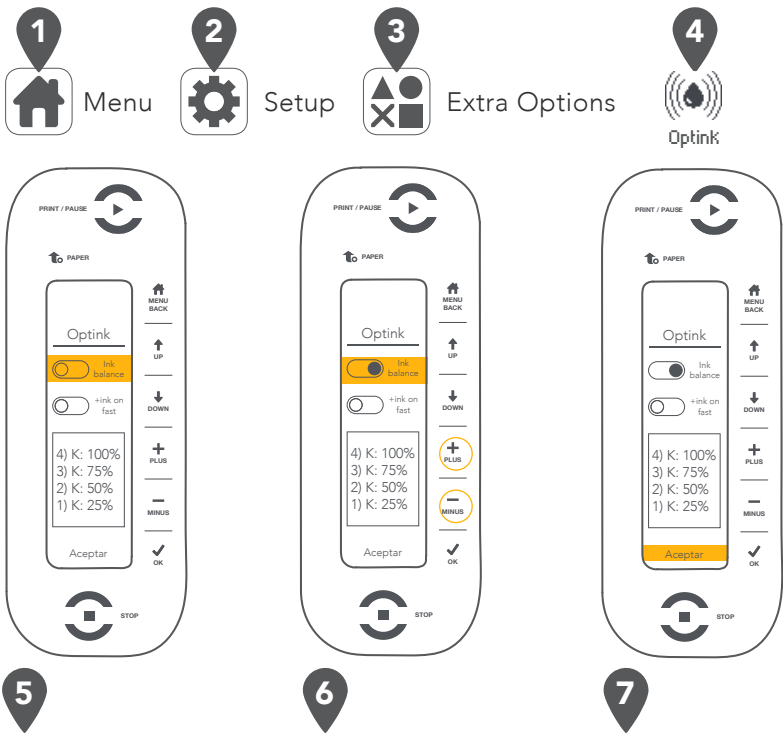 1
2
3
4
Menu
Setup
Extra Options
Optink
PRINT / PAUSE
PAPER
MENU
BACK
Optink
UP
Ink
balance
+ink on
fast
DOWN
4) K: 100%
3) K: 75%
2) K: 50%
1) K: 25%
PLUS
MINUS
Aceptar
OK
STOP
5
PRINT / PAUSE
PAPER
MENU
BACK
Optink
UP
Ink
balance
+ink on
fast
DOWN
4) K: 100%
3) K: 75%
2) K: 50%
1) K: 25%
PLUS
MINUS
Aceptar
OK
STOP
6
PRINT / PAUSE
PAPER
MENU
BACK
Optink
UP
Ink
balance
+ink on
fast
DOWN
4) K: 100%
3) K: 75%
2) K: 50%
1) K: 25%
PLUS
MINUS
Aceptar
OK
STOP
7